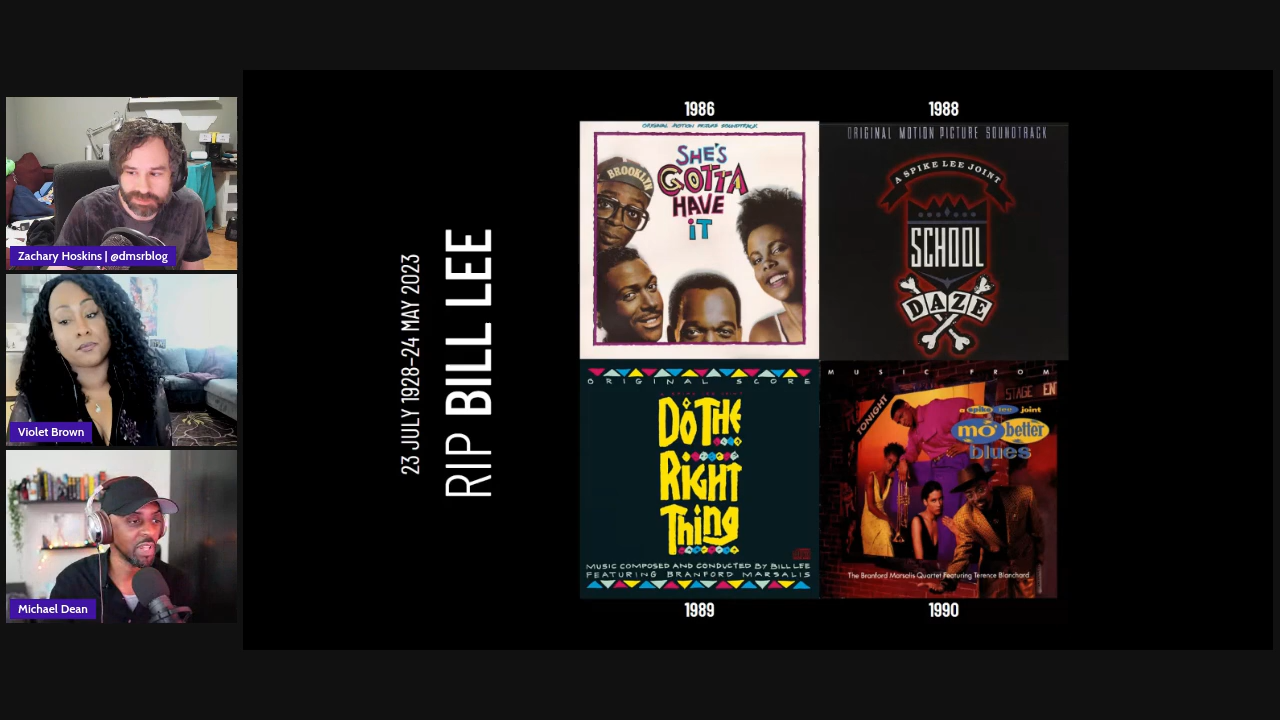 Zachary Hoskins | @dmsrblog
Violet Brown
Michael Dean
23 JULY 1928–24 MAY 2023
RIP BILL LEE
1986
ORIGINAL MOTION PICTURE SOUNDTRACK
BROOKLYN
SHE'S
GOTTA
HAVE
iT
1988
ORIGINAL MOTION PICTURE SOUNDTRACK
A SPIKE LEE JOINT
SCHOOL
DAZE
ORIGINAL SCORE
DO THE
RIGHT
THing
MUSIC COMPOSED AND CONDUCTED BY BILL LEE
FEATURING BRANFORD MARSALIS
1989
MUSIC FROM
STAGE EN
TONIGHT
a spike lee joint
mo' better
blues
The Branford Marsalis Quartet Featuring Terence Blanchard
1990